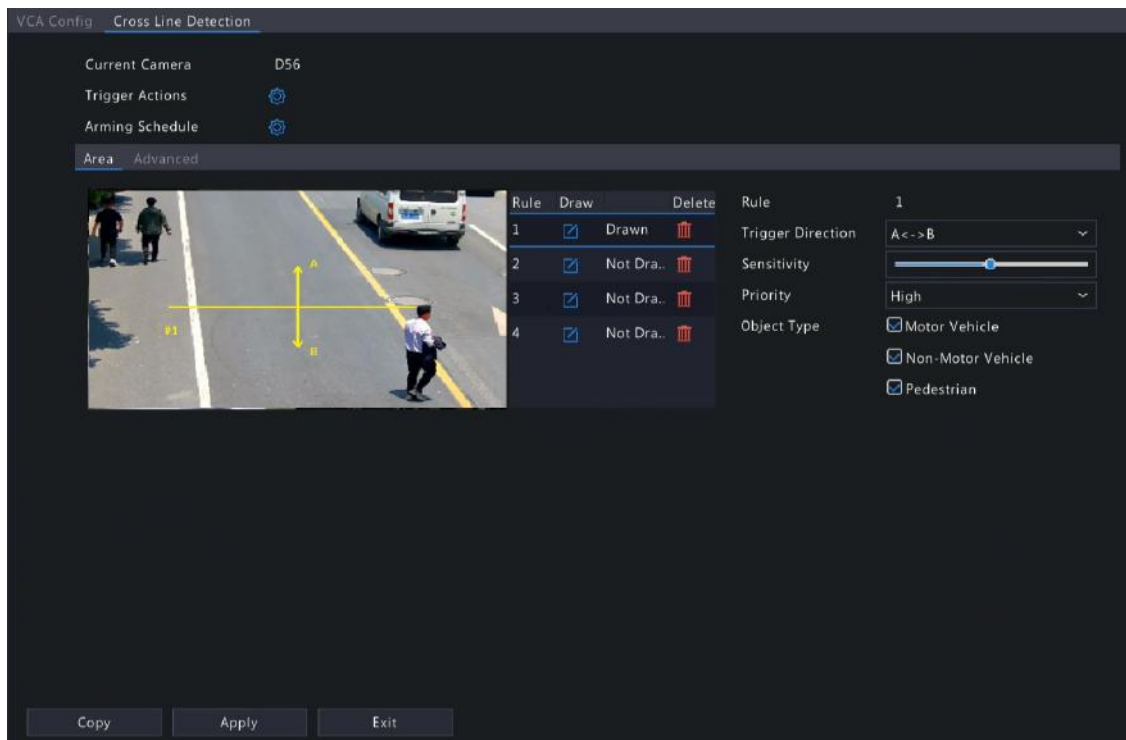 VCA Config Cross Line Detection
Current Camera D56
Trigger Actions
Arming Schedule
Area Advanced
A
#1
B
Rule Draw Delete
1 Drawn
2 Not Dra..
3 Not Dra..
4 Not Dra..
Rule 1
Trigger Direction A<->B
Sensitivity
Priority High
Object Type Motor Vehicle
Non-Motor Vehicle
Pedestrian
Copy Apply Exit